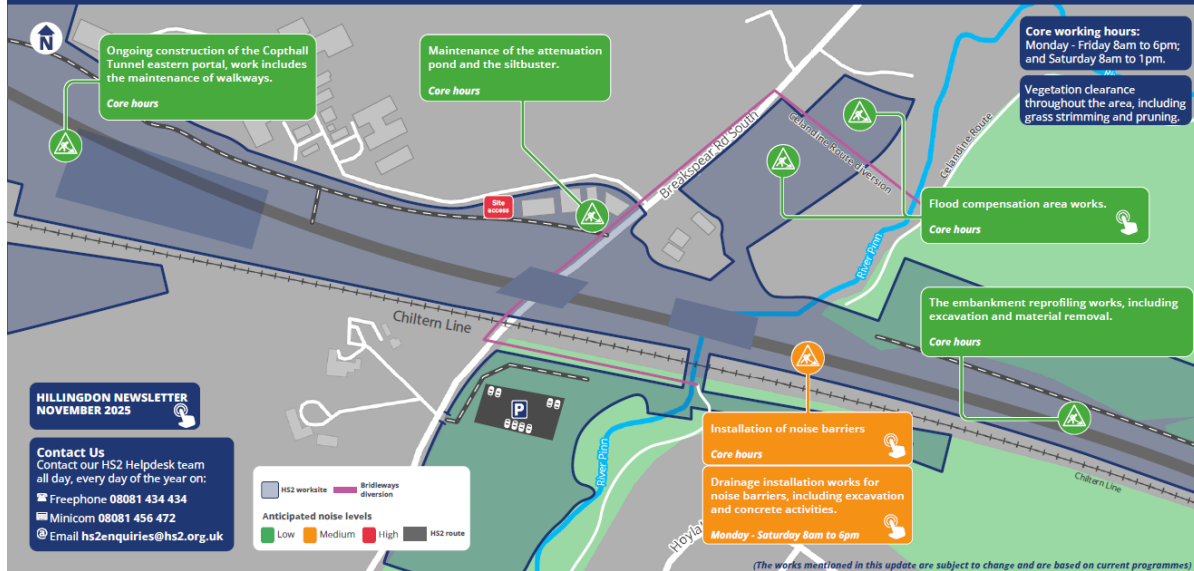 N
Ongoing construction of the Copthall
Tunnel eastern portal, work includes
the maintenance of walkways.
Core hours
Maintenance of the attenuation
pond and the siltbuster.
Core hours
Core working hours:
Monday - Friday 8am to 6pm;
and Saturday 8am to 1pm.
Vegetation clearance
throughout the area, including
grass strimming and pruning.
Breakspear Rd South
Celandine Route diversion
Celandine Route
Site
access
Flood compensation area works.
Core hours
River Pinn
The embankment reprofiling works, including
excavation and material removal.
Core hours
Chiltern Line
HILLINGDON NEWSLETTER
NOVEMBER 2025
Contact Us
Contact our HS2 Helpdesk team
all day, every day of the year on:
Freephone 08081 434 434
Minicom 08081 456 472
Email hs2enquiries@hs2.org.uk
HS2 worksite
Bridleways
diversion
Anticipated noise levels
Low
Medium
High
HS2 route
P
River Pinn
Installation of noise barriers
Core hours
Drainage installation works for
noise barriers, including excavation
and concrete activities.
Monday - Saturday 8am to 6pm
Chiltern Line
(The works mentioned in this update are subject to change and are based on current programmes)